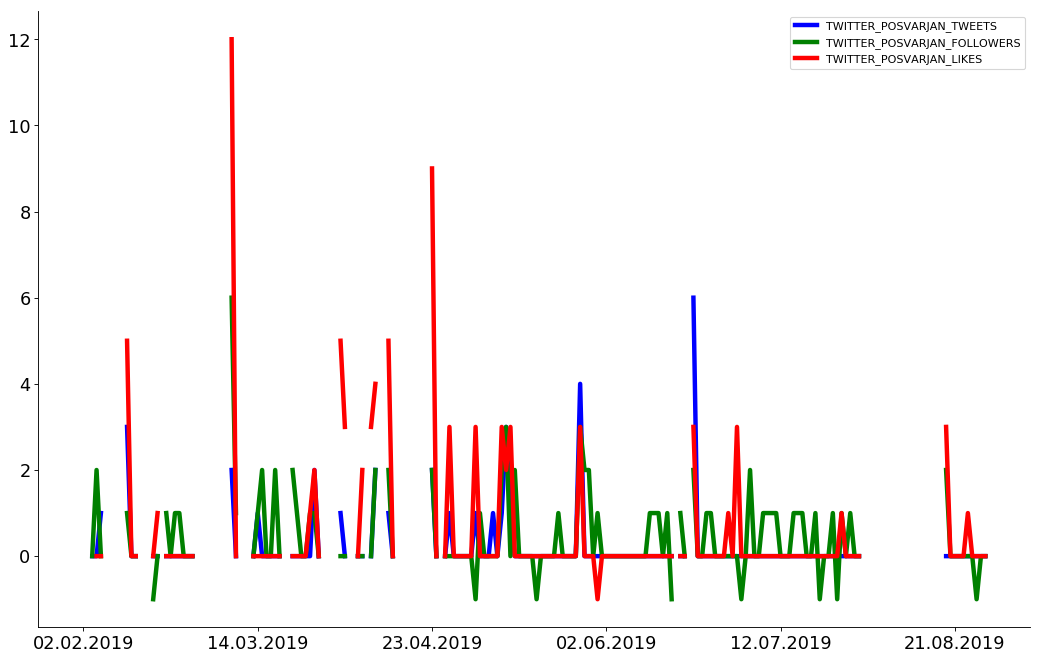 TWITTER_POSVARJAN_TWEETS
TWITTER_POSVARJAN_FOLLOWERS
TWITTER_POSVARJAN_LIKES
12
10
8
6
4
2
0
02.02.2019 14.03.2019 23.04.2019 02.06.2019 12.07.2019 21.08.2019